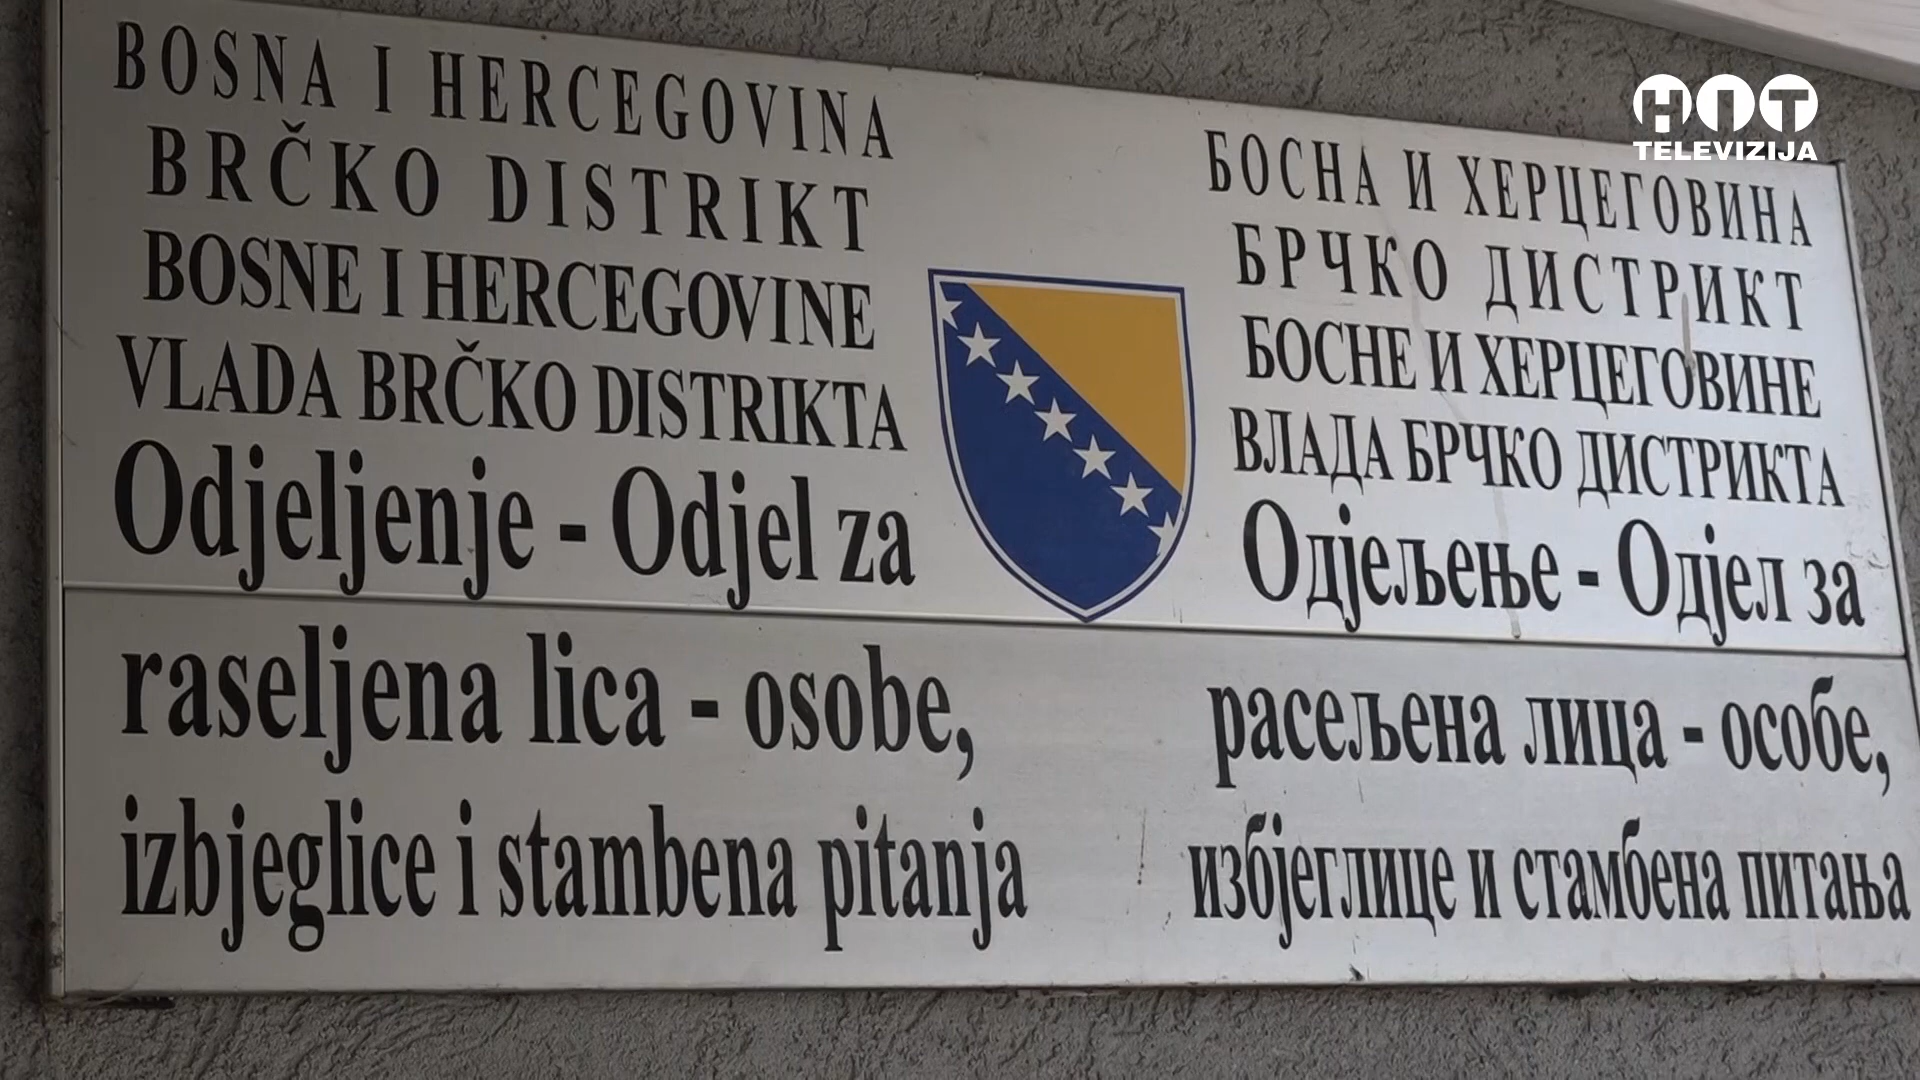 BOSNA I HERCEGOVINA
BRČKO DISTRIKT
BOSNE I HERCEGOVINE
VLADA BRČKO DISTRIKTA
Odjeljenje - Odjel za
raseljena lica - osobe,
izbjeglice i stambena pitanja
БОСНА И ХЕРЦЕГОВИНА
БРЧКО ДИСТРИКТ
БОСНЕ И ХЕРЦЕГОВИНЕ
ВЛАДА БРЧКО ДИСТРИКТА
Одјељење - Одјел за
расељена лица - особе,
избјеглице и стамбена питања
HIT
TELEVIZIJA